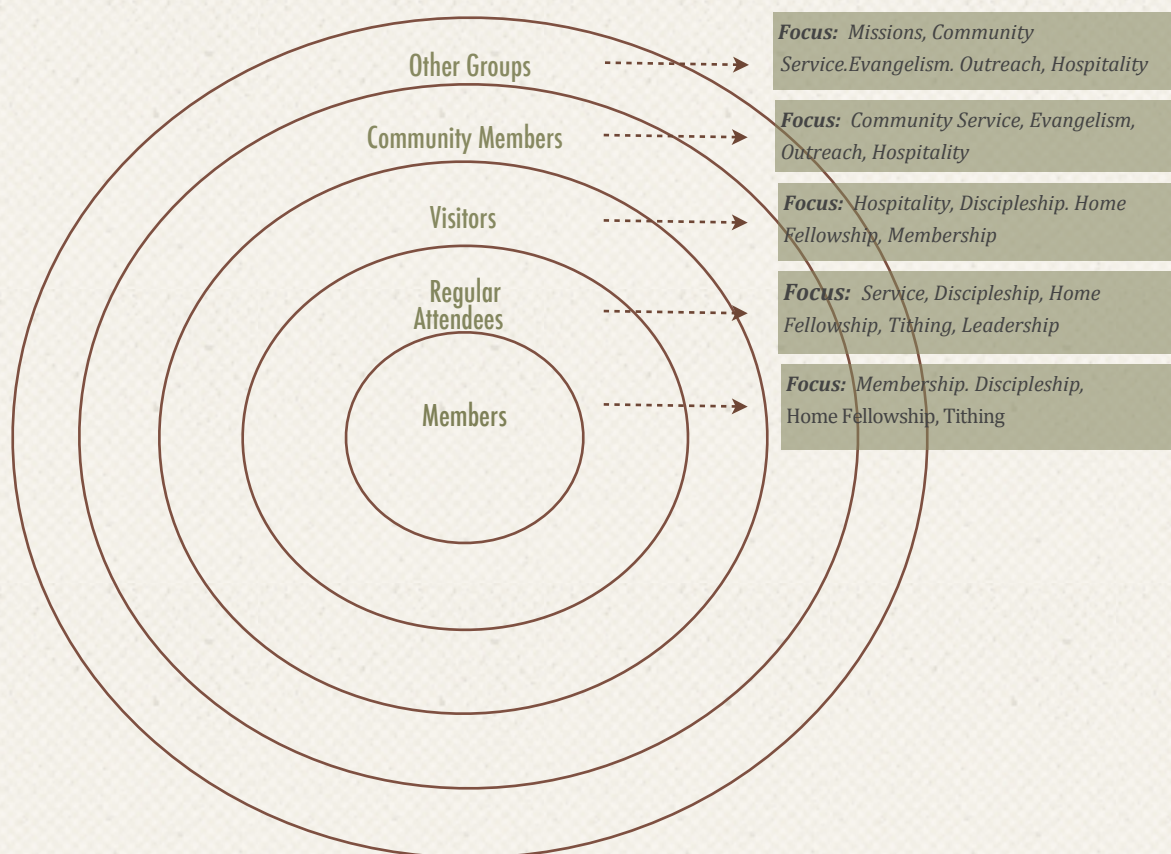 Other Groups
Focus: Missions, Community
Service.Evangelism. Outreach, Hospitality
Community Members
Focus: Community Service, Evangelism,
Outreach, Hospitality
Visitors
Focus: Hospitality, Discipleship. Home
Fellowship, Membership
Regular
Attendees
Focus: Service, Discipleship, Home
Fellowship, Tithing, Leadership
Members
Focus: Membership. Discipleship,
Home Fellowship, Tithing